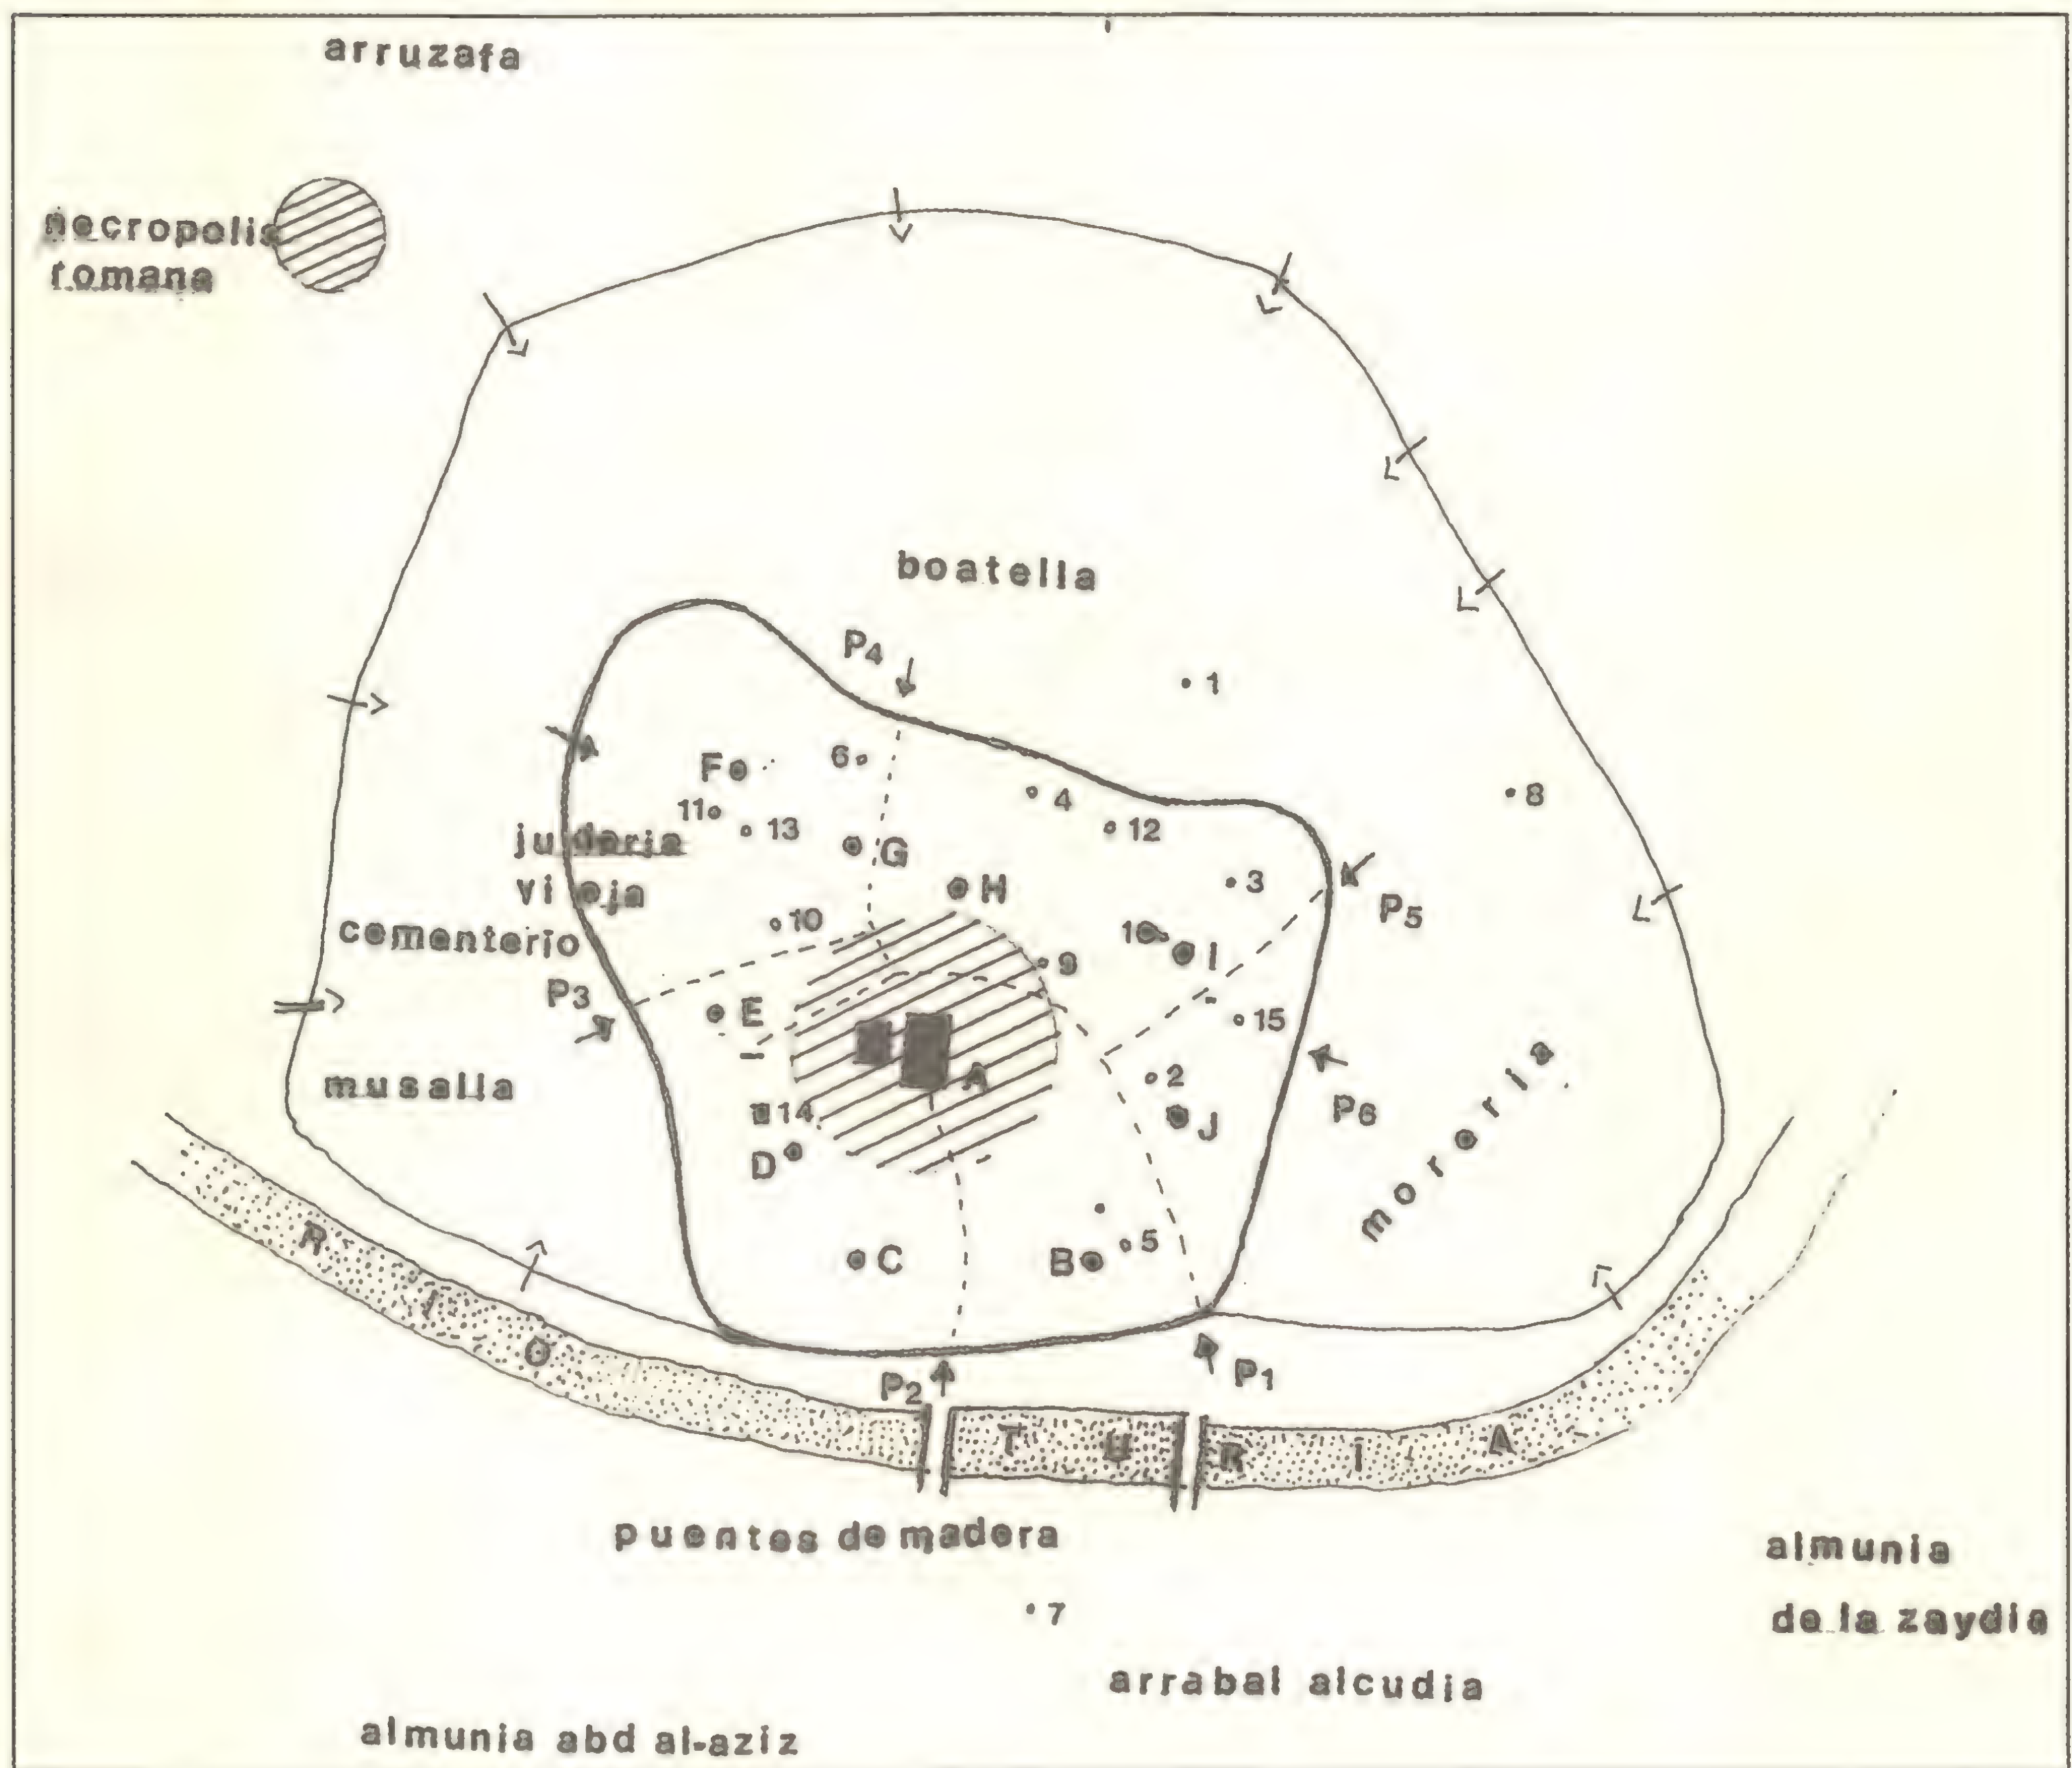 arruzafa
necropolis
romana
boatella
P4
1
F
6
4
8
11
13
12
juderia
G
vieja
H
3
P5
cementerio
10
I
9
P3
E
15
musalla
A
2
14
J
P6
moreria
D
C
B
5
P2
P1
RIO TURIA
puentes de madera
almunia
de la zaydia
7
arrabal alcudia
almunia abd al-aziz